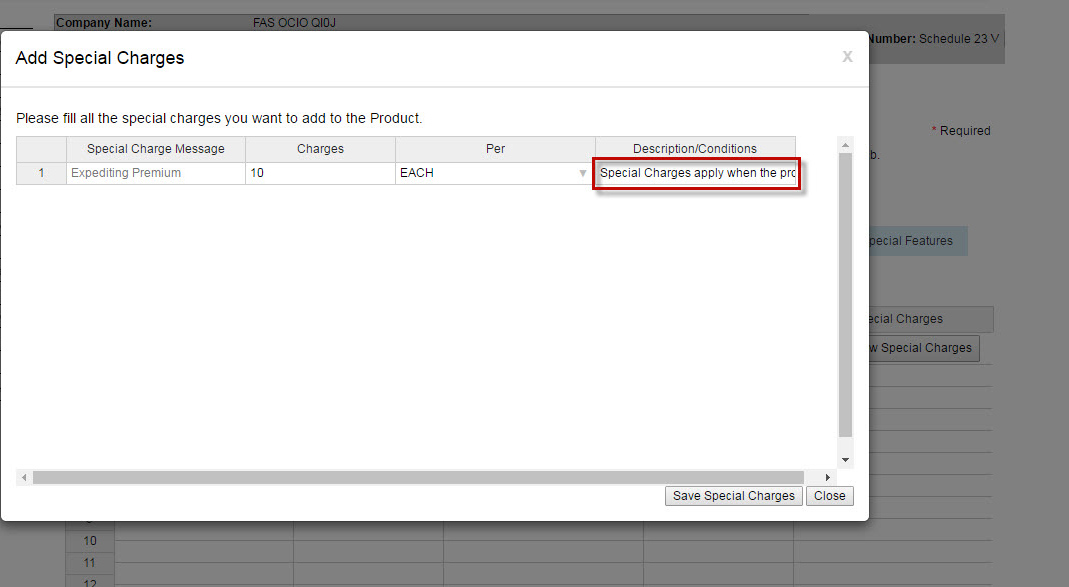 Company Name: FAS OCIO QI0J
Number: Schedule 23 V
Add Special Charges X
* Required
Please fill all the special charges you want to add to the Product.
b.
Special Charge Message Charges Per Description/Conditions
1 Expediting Premium 10 EACH Special Charges apply when the pro
pecial Features
ecial Charges
w Special Charges
Save Special Charges Close
10
11
12